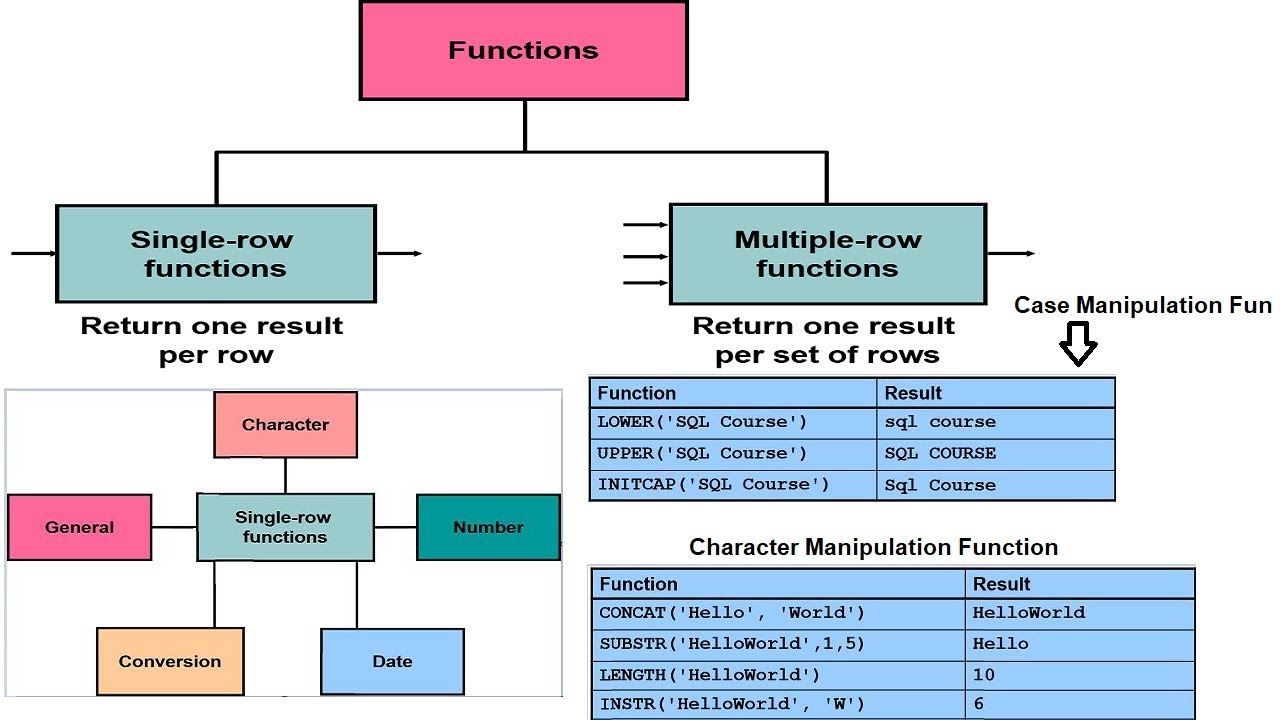 Functions
Single-row
functions
Multiple-row
functions
Return one result
per row
Return one result
per set of rows
Case Manipulation Fun
Character
General
Single-row
functions
Number
Conversion
Date
Function Result
LOWER('SQL Course') sql course
UPPER('SQL Course') SQL COURSE
INITCAP('SQL Course') Sql Course
Character Manipulation Function
Function Result
CONCAT('Hello', 'World') HelloWorld
SUBSTR('HelloWorld',1,5) Hello
LENGTH('HelloWorld') 10
INSTR('HelloWorld', 'W') 6